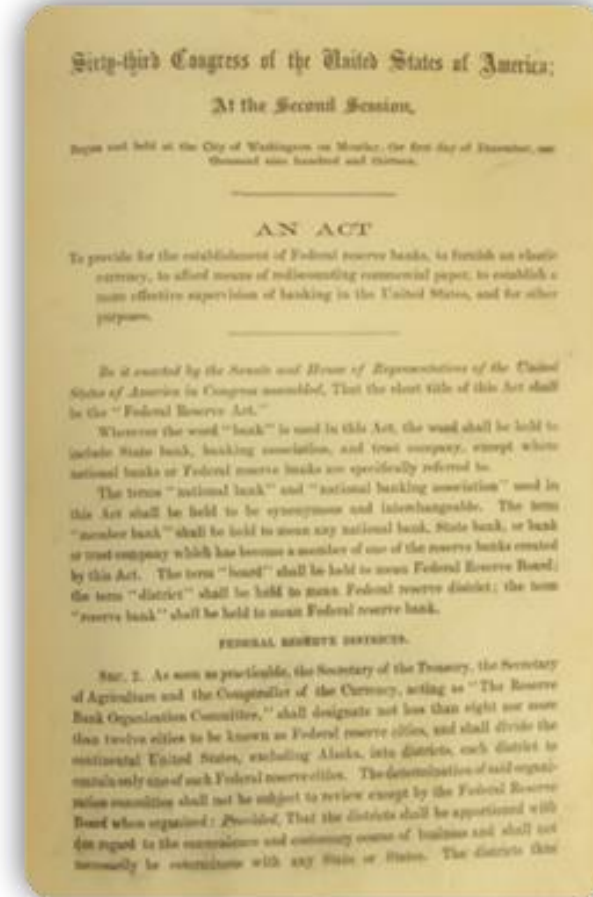 Sixty-third Congress of the United States of America;
At the Second Session,
Begun and held at the City of Washington on Monday, the first day of December, one
thousand nine hundred and thirteen.
AN ACT
To provide for the establishment of Federal reserve banks, to furnish an elastic
currency, to afford means of rediscounting commercial paper, to establish a
more effective supervision of banking in the United States, and for other
purposes.
Be it enacted by the Senate and House of Representatives of the United
States of America in Congress assembled, That the short title of this Act shall
be the "Federal Reserve Act."
Wherever the word "bank" is used in this Act, the word shall be held to
include State bank, banking association, and trust company, except where
national banks or Federal reserve banks are specifically referred to.
The terms "national bank" and "national banking association" used in
this Act shall be held to be synonymous and interchangeable. The term
"member bank" shall be held to mean any national bank, State bank, or bank
or trust company which has become a member of one of the reserve banks created
by this Act. The term "board" shall be held to mean Federal Reserve Board;
the term "district" shall be held to mean Federal reserve district; the term
"reserve bank" shall be held to mean Federal reserve bank.
FEDERAL RESERVE DISTRICTS.
SEC. 2. As soon as practicable, the Secretary of the Treasury, the Secretary
of Agriculture and the Comptroller of the Currency, acting as "The Reserve
Bank Organization Committee," shall designate not less than eight nor more
than twelve cities to be known as Federal reserve cities, and shall divide the
continental United States, excluding Alaska, into districts, each district to
contain only one of such Federal reserve cities. The determination of said organi-
zation committee shall not be subject to review except by the Federal Reserve
Board when organized: Provided, That the districts shall be apportioned with
due regard to the convenience and customary course of business and shall not
necessarily be coterminous with any State or States. The districts thus